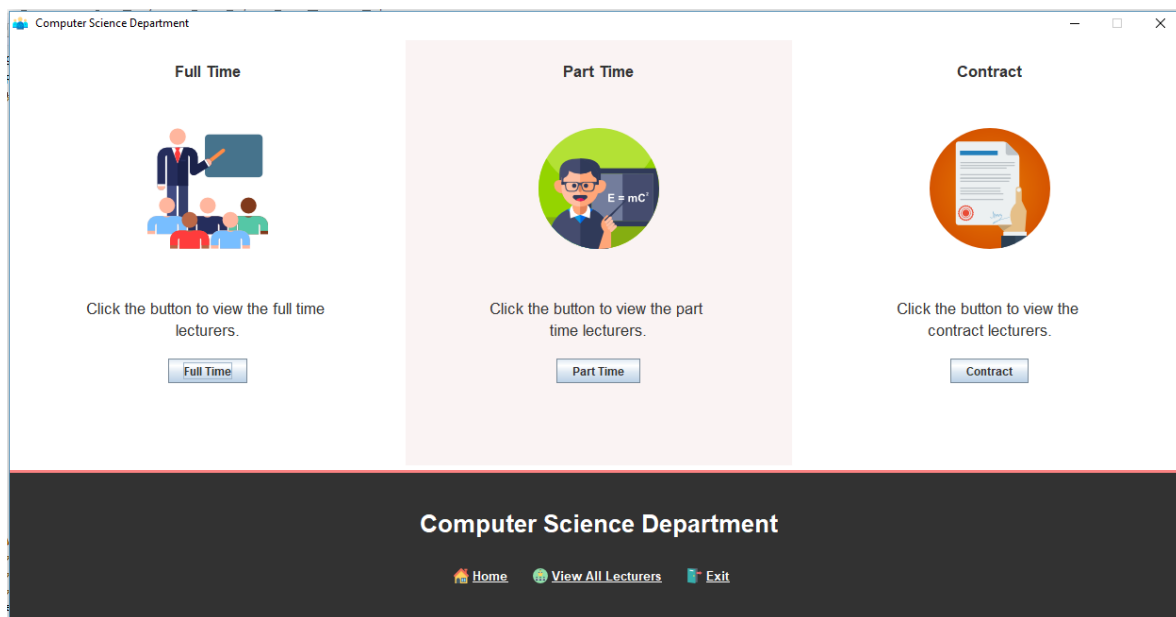 Computer Science Department
Full Time
Part Time
Contract
E = mC²
Click the button to view the full time
lecturers.
Click the button to view the part
time lecturers.
Click the button to view the
contract lecturers.
Full Time
Part Time
Contract
Computer Science Department
Home
View All Lecturers
Exit